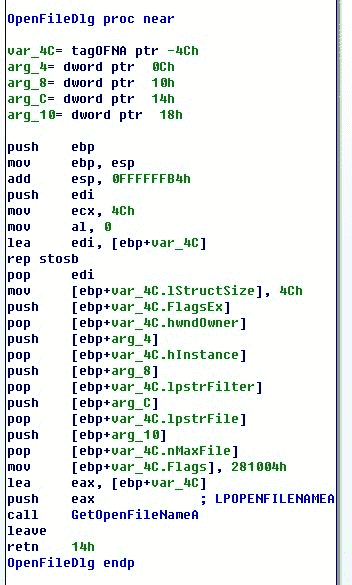 OpenFileDlg proc near
var_4C= tagOFNA ptr -4Ch
arg_4= dword ptr  0Ch
arg_8= dword ptr  10h
arg_C= dword ptr  14h
arg_10= dword ptr  18h
push    ebp
mov     ebp, esp
add     esp, 0FFFFFFB4h
push    edi
mov     ecx, 4Ch
mov     al, 0
lea     edi, [ebp+var_4C]
rep stosb
pop     edi
mov     [ebp+var_4C.lStructSize], 4Ch
push    [ebp+var_4C.FlagsEx]
pop     [ebp+var_4C.hwndOwner]
push    [ebp+arg_4]
pop     [ebp+var_4C.hInstance]
push    [ebp+arg_8]
pop     [ebp+var_4C.lpstrFilter]
push    [ebp+arg_C]
pop     [ebp+var_4C.lpstrFile]
push    [ebp+arg_10]
pop     [ebp+var_4C.nMaxFile]
mov     [ebp+var_4C.Flags], 281004h
lea     eax, [ebp+var_4C]
push    eax             ; LPOPENFILENAMEA
call    GetOpenFileNameA
leave
retn    14h
OpenFileDlg endp